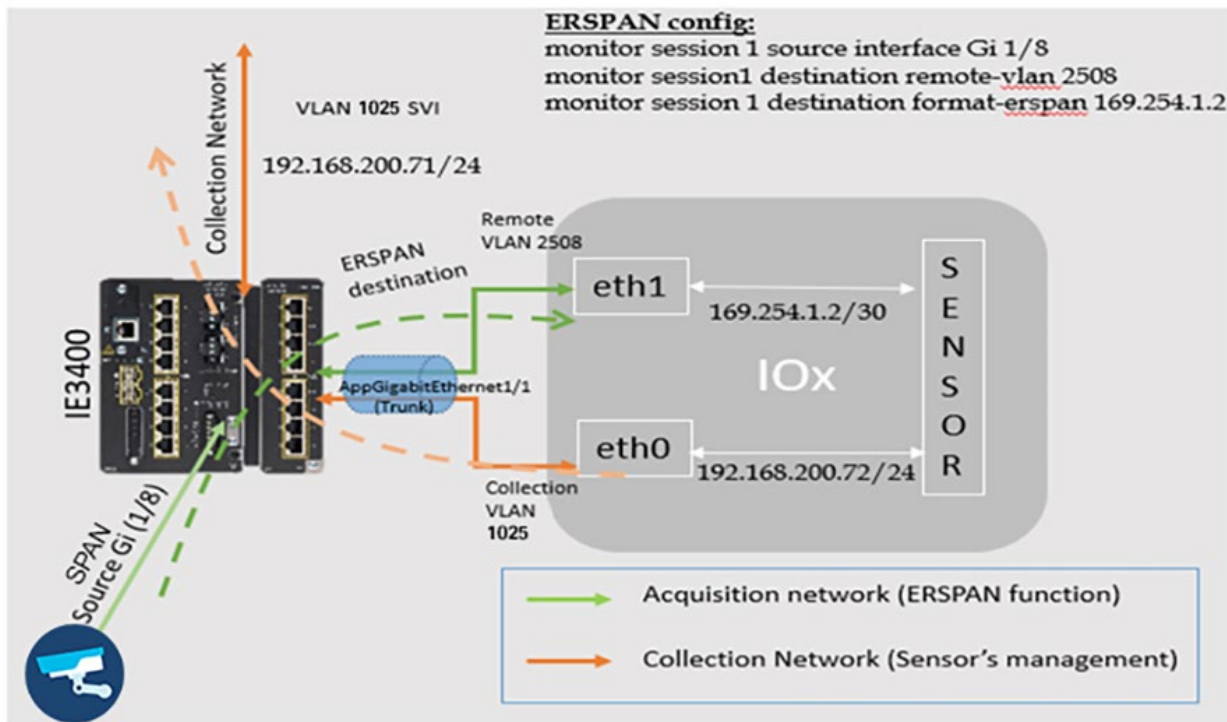 ERSPAN config:
monitor session 1 source interface Gi 1/8
monitor session1 destination remote-vlan 2508
monitor session 1 destination format-erspan 169.254.1.2
Collection Network
VLAN 1025 SVI
192.168.200.71/24
Remote
VLAN 2508
ERSPAN
destination
eth1
169.254.1.2/30
SENSOR
IE3400
AppGigabitEthernet1/1
(Trunk)
IOx
eth0
192.168.200.72/24
Collection
VLAN
1025
SPAN
Source Gi (1/8)
Acquisition network (ERSPAN function)
Collection Network (Sensor’s management)